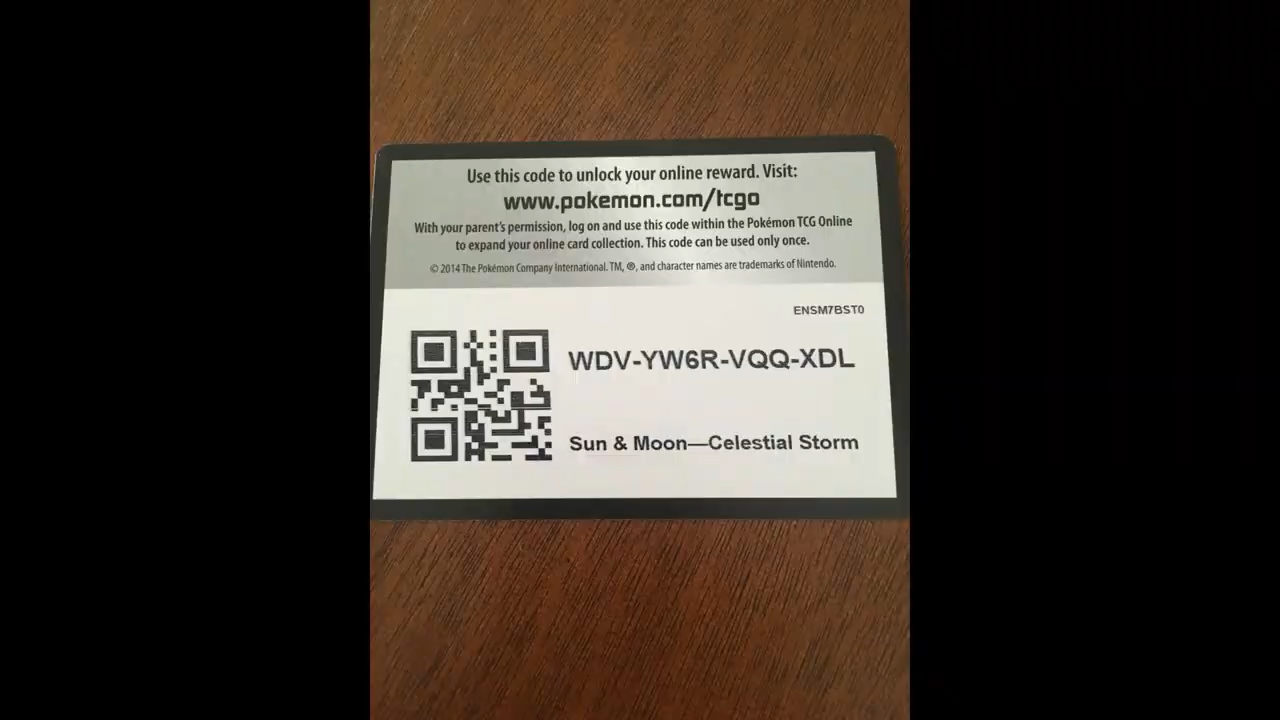 Use this code to unlock your online reward. Visit:
www.pokemon.com/tcgo
With your parent's permission, log on and use this code within the Pokémon TCG Online
to expand your online card collection. This code can be used only once.
© 2014 The Pokémon Company International. TM, ®, and character names are trademarks of Nintendo.
ENSM7BST0
WDV-YW6R-VQQ-XDL
Sun & Moon—Celestial Storm